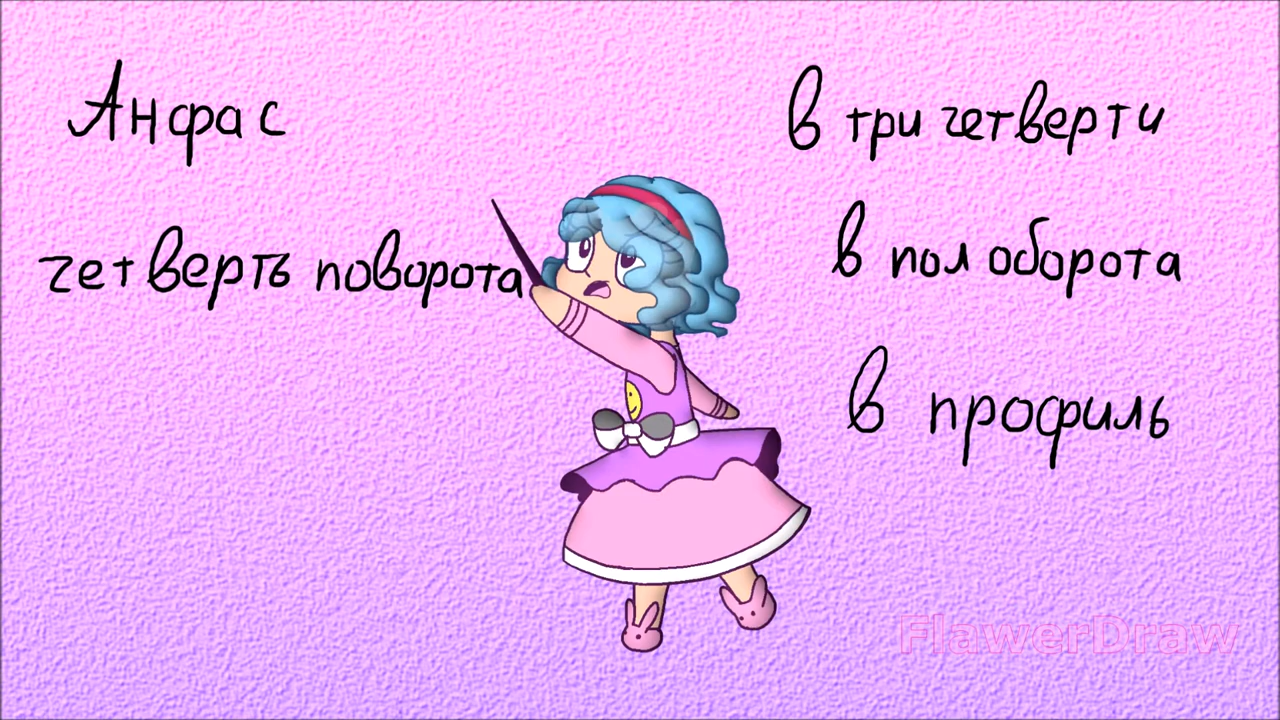 Анфас
четверть поворота
в три четверти
в пол оборота
в профиль
FlawerDraw